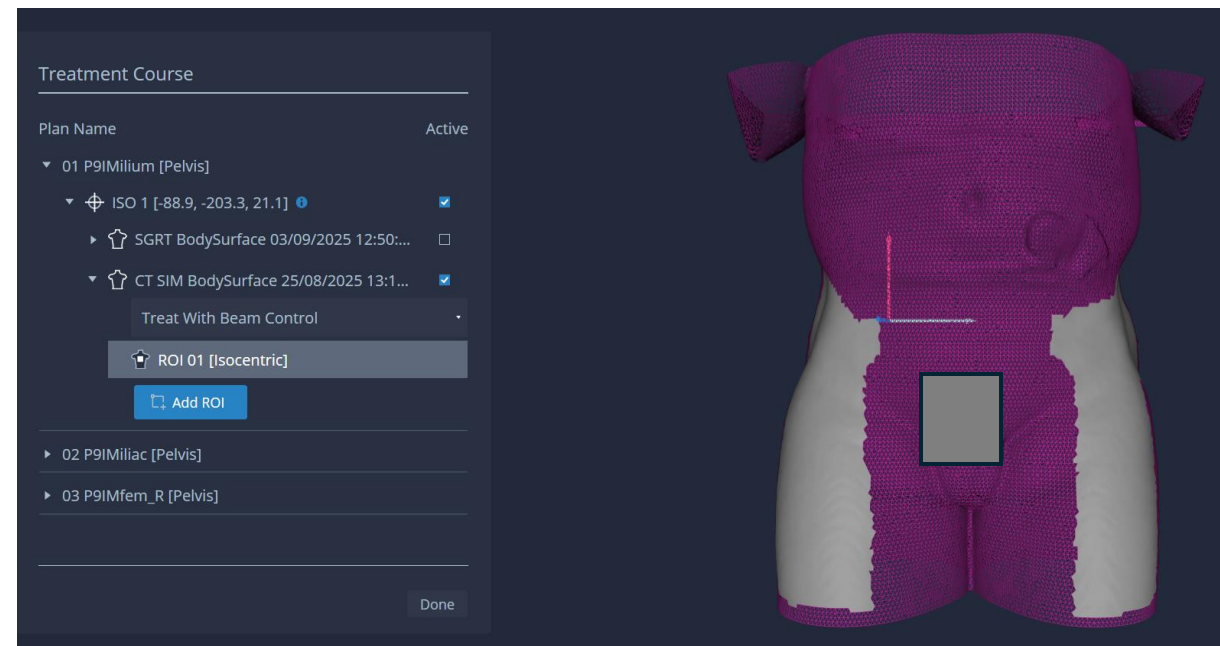 Treatment Course
Plan Name Active
01 P9IMilium [Pelvis]
ISO 1 [-88.9, -203.3, 21.1]
SGRT BodySurface 03/09/2025 12:50:...
CT SIM BodySurface 25/08/2025 13:1...
Treat With Beam Control
ROI 01 [Isocentric]
Add ROI
02 P9IMiliac [Pelvis]
03 P9IMfem_R [Pelvis]
Done